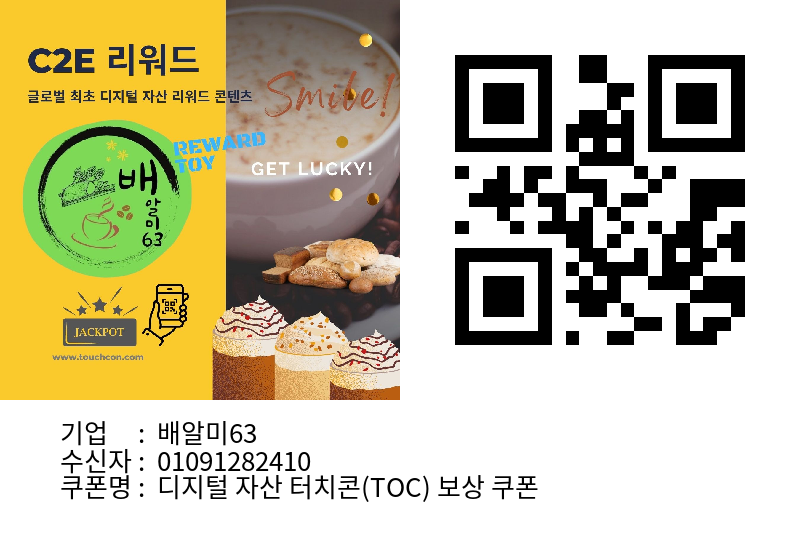 C2E 리워드
글로벌 최초 디지털 자산 리워드 콘텐츠
Smile!
REWARD
TOY
GET LUCKY!
배
알
미
63
JACKPOT
www.touchcon.com
기업 : 배알미63
수신자 : 01091282410
쿠폰명 : 디지털 자산 터치콘(TOC) 보상 쿠폰